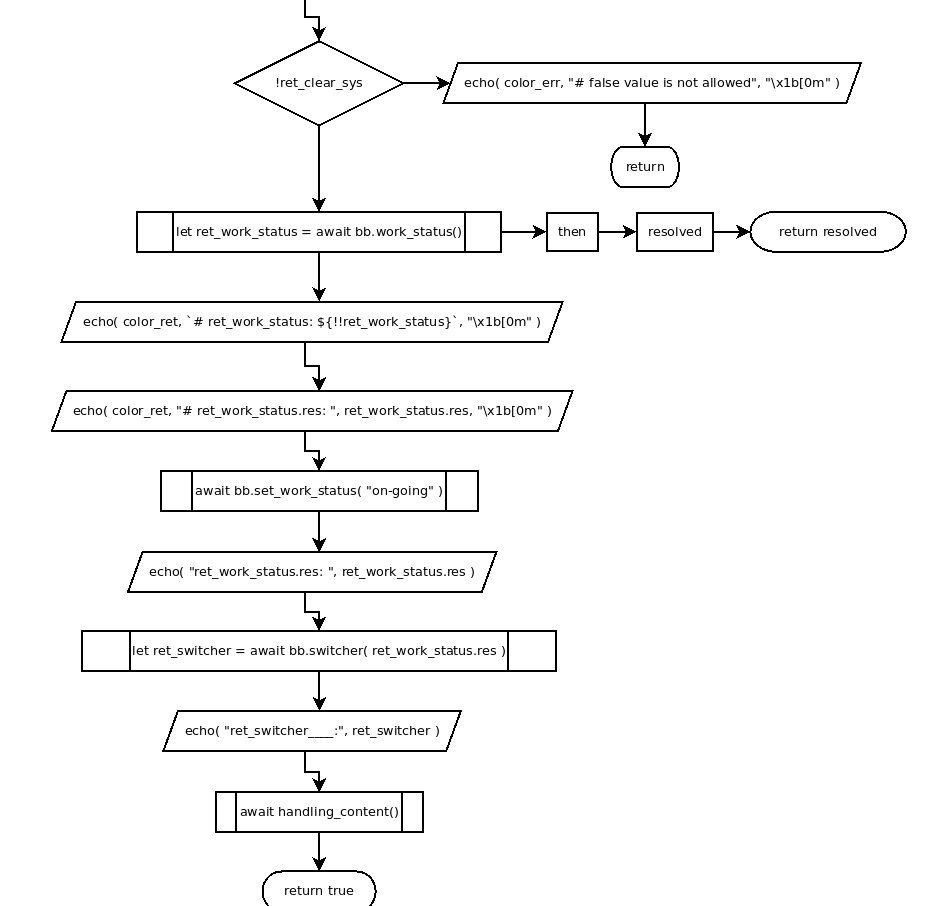 !ret_clear_sys
echo( color_err, "# false value is not allowed", "\x1b[0m" )
return
let ret_work_status = await bb.work_status()
then
resolved
return resolved
echo( color_ret, `# ret_work_status: ${!!ret_work_status}`, "\x1b[0m" )
echo( color_ret, "# ret_work_status.res: ", ret_work_status.res, "\x1b[0m" )
await bb.set_work_status( "on-going" )
echo( "ret_work_status.res: ", ret_work_status.res )
let ret_switcher = await bb.switcher( ret_work_status.res )
echo( "ret_switcher____:", ret_switcher )
await handling_content()
return true